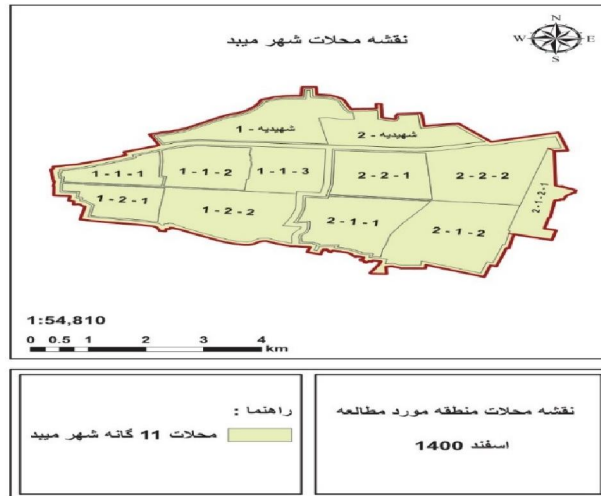 نقشه محلات شهر میبد
N
W E
S
شهیدیه - 1
شهیدیه - 2
1 - 1 - 1
1 - 1 - 2
1 - 1 - 3
2 - 2 - 1
2 - 2 - 2
2 - 1 - 2 - 1
1 - 2 - 1
1 - 2 - 2
2 - 1 - 1
2 - 1 - 2
1:54,810
0 0.5 1 2 3 4
km
راهنما :
محلات 11 گانه شهر میبد
نقشه محلات منطقه مورد مطالعه
اسفند 1400